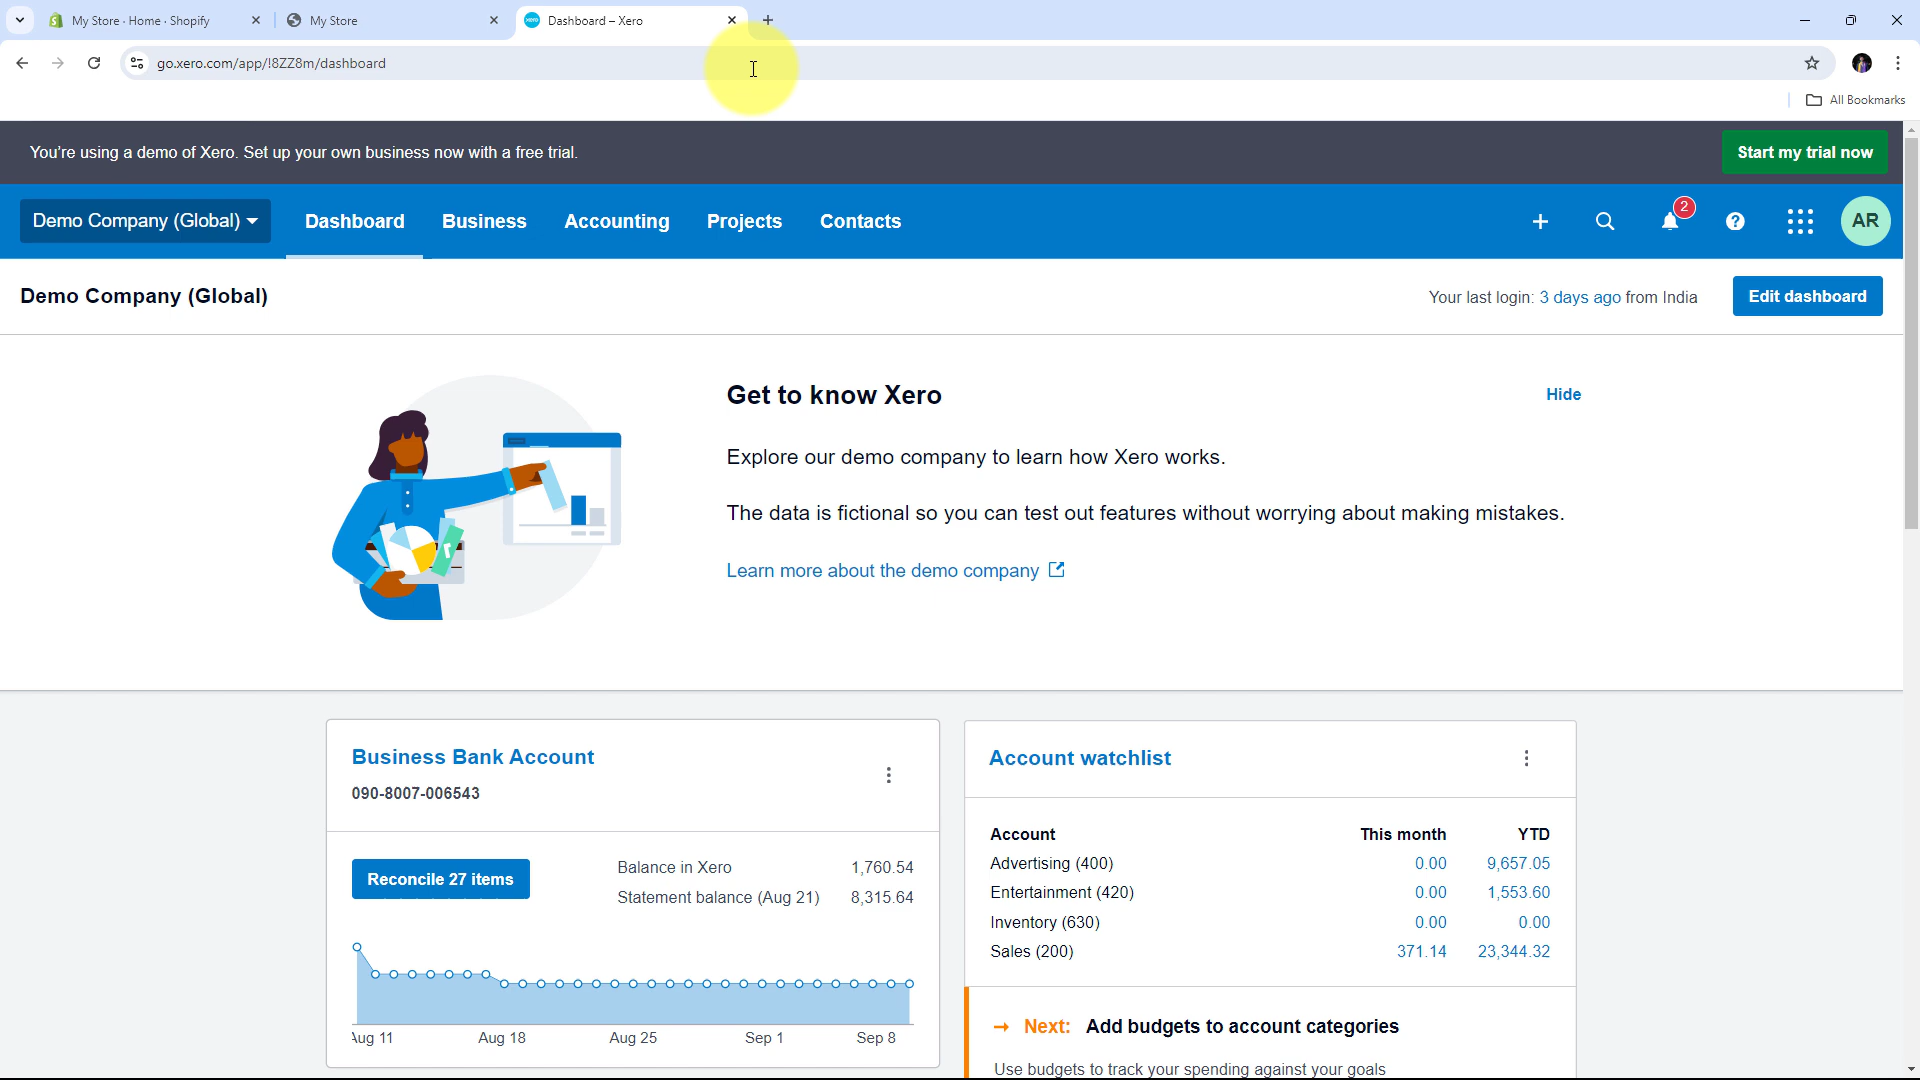 My Store · Home · Shopify
My Store
Dashboard – Xero
go.xero.com/app/!8ZZ8m/dashboard
All Bookmarks
You're using a demo of Xero. Set up your own business now with a free trial.
Start my trial now
Demo Company (Global)
Dashboard
Business
Accounting
Projects
Contacts
2
AR
Demo Company (Global)
Your last login: 3 days ago from India
Edit dashboard
Get to know Xero
Hide
Explore our demo company to learn how Xero works.
The data is fictional so you can test out features without worrying about making mistakes.
Learn more about the demo company
Business Bank Account
090-8007-006543
Reconcile 27 items
Balance in Xero 1,760.54
Statement balance (Aug 21) 8,315.64
Aug 11 Aug 18 Aug 25 Sep 1 Sep 8
Account watchlist
Account This month YTD
Advertising (400) 0.00 9,657.05
Entertainment (420) 0.00 1,553.60
Inventory (630) 0.00 0.00
Sales (200) 371.14 23,344.32
→ Next: Add budgets to account categories
Use budgets to track your spending against your goals